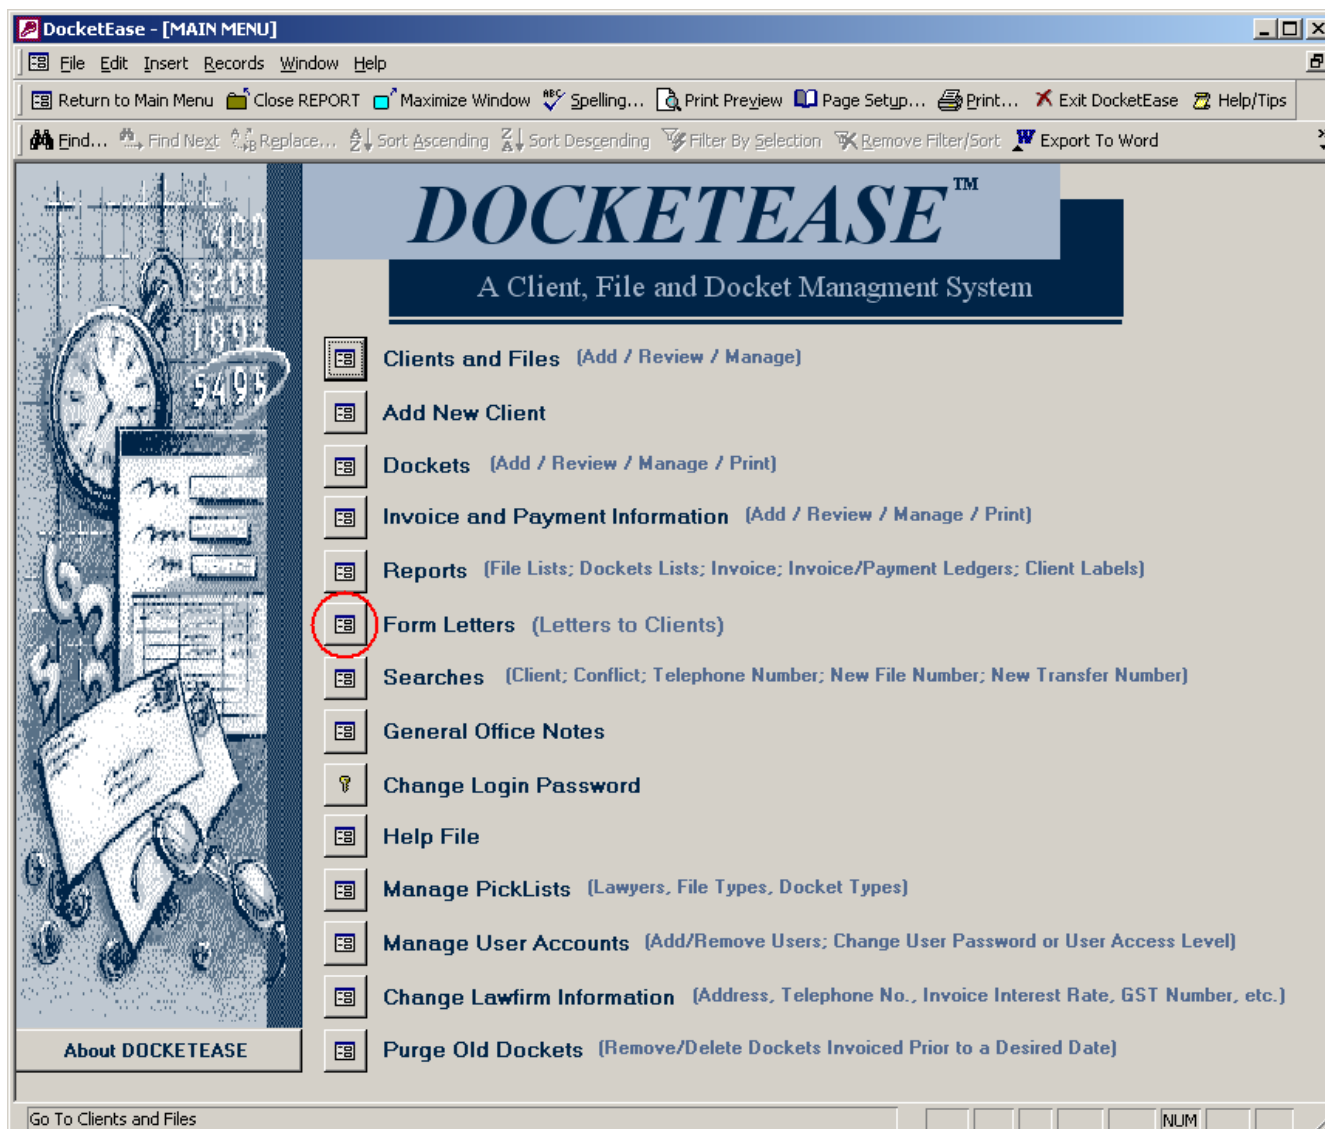 DocketEase - [MAIN MENU]
File Edit Insert Records Window Help
Return to Main Menu Close REPORT Maximize Window Spelling... Print Preview Page Setup... Print... Exit DocketEase Help/Tips
Find... Find Next Replace... Sort Ascending Sort Descending Filter By Selection Remove Filter/Sort Export To Word
DOCKETEASE™
A Client, File and Docket Managment System
400
3200
1895
5495
Clients and Files (Add / Review / Manage)
Add New Client
Dockets (Add / Review / Manage / Print)
Invoice and Payment Information (Add / Review / Manage / Print)
Reports (File Lists; Dockets Lists; Invoice; Invoice/Payment Ledgers; Client Labels)
Form Letters (Letters to Clients)
Searches (Client; Conflict; Telephone Number; New File Number; New Transfer Number)
General Office Notes
Change Login Password
Help File
Manage PickLists (Lawyers, File Types, Docket Types)
Manage User Accounts (Add/Remove Users; Change User Password or User Access Level)
Change Lawfirm Information (Address, Telephone No., Invoice Interest Rate, GST Number, etc.)
About DOCKETEASE
Purge Old Dockets (Remove/Delete Dockets Invoiced Prior to a Desired Date)
Go To Clients and Files NUM